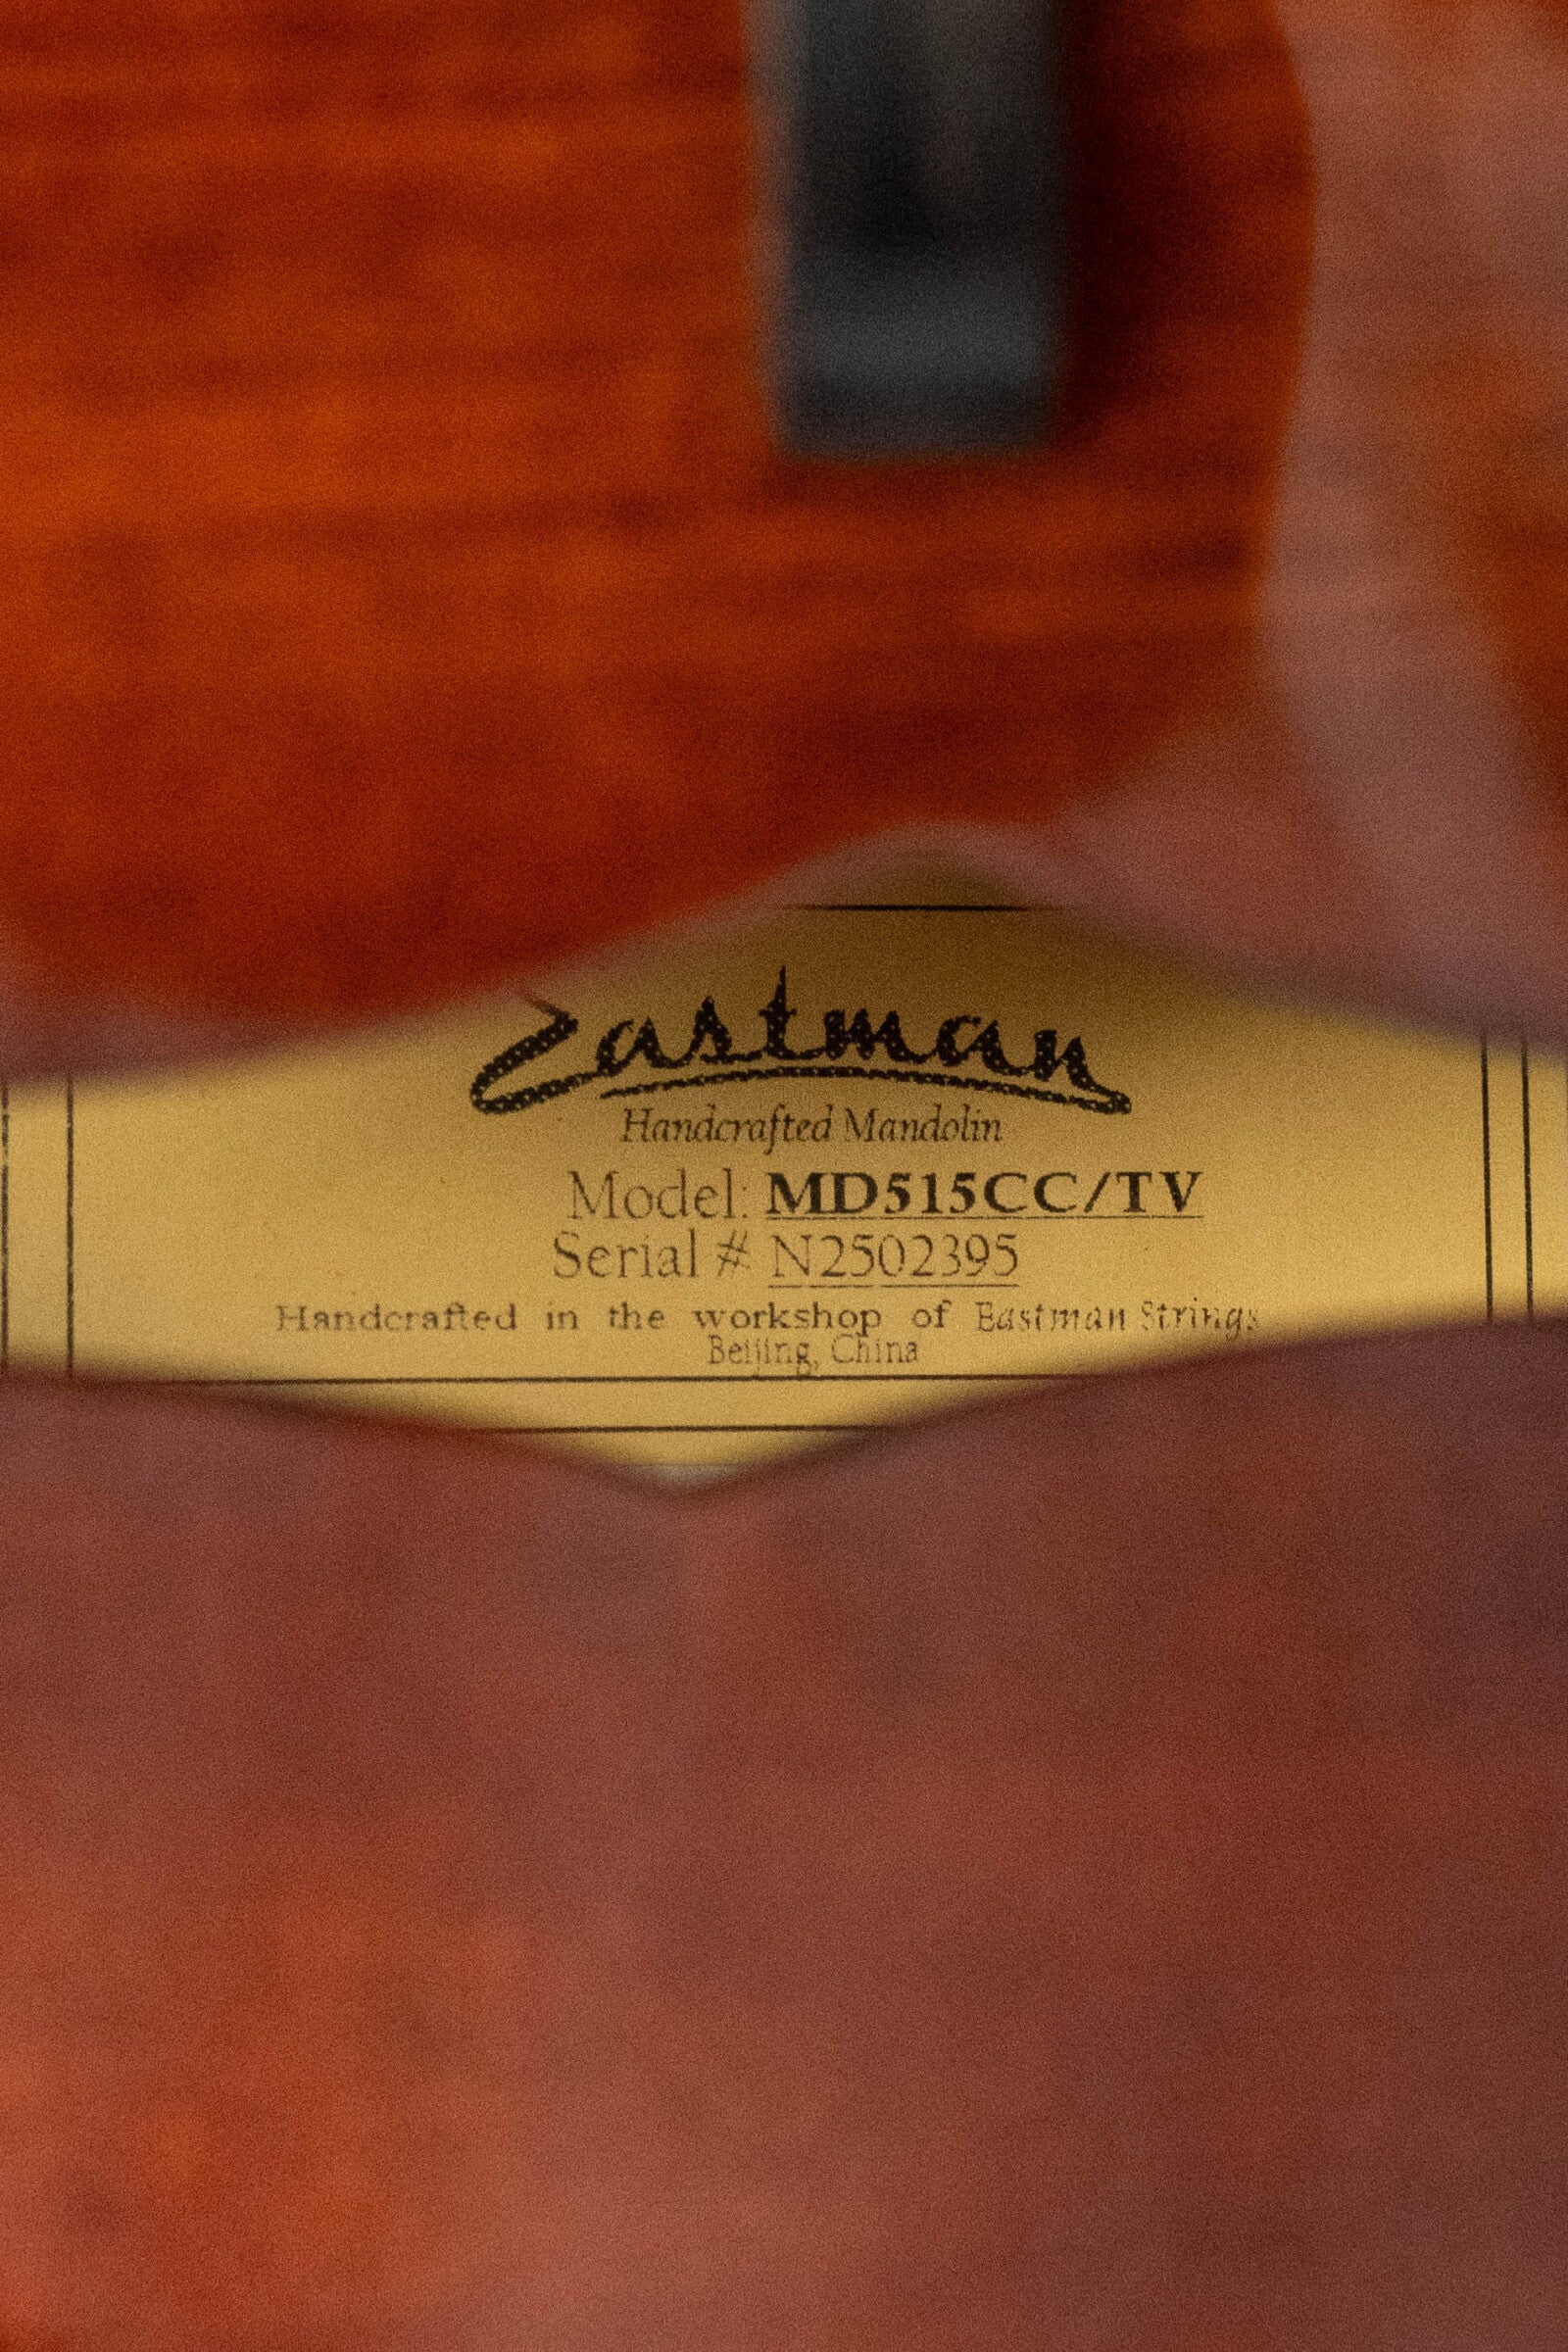 Eastman
Handcrafted Mandolin
Model: MD515CC/TV
Serial # N2502395
Handcrafted in the workshop of Eastman Strings
Beijing, China